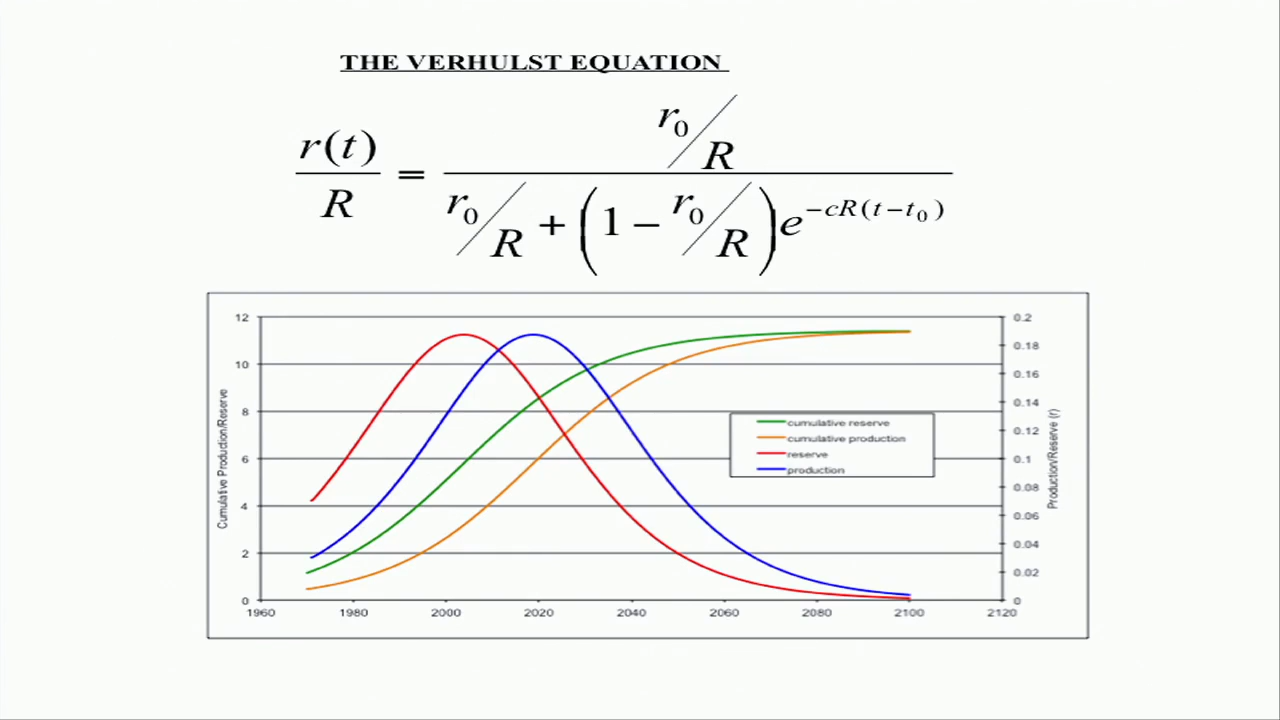 THE VERHULST EQUATION
r(t)/R = (r₀/R) / (r₀/R + (1 − r₀/R) e^(−cR(t−t₀)))
12
10
8
6
4
2
0
Cumulative Production/Reserve
0.2
0.18
0.16
0.14
0.12
0.1
0.08
0.06
0.04
0.02
0
Production/Reserve (r)
cumulative reserve
cumulative production
reserve
production
1960 1980 2000 2020 2040 2060 2080 2100 2120